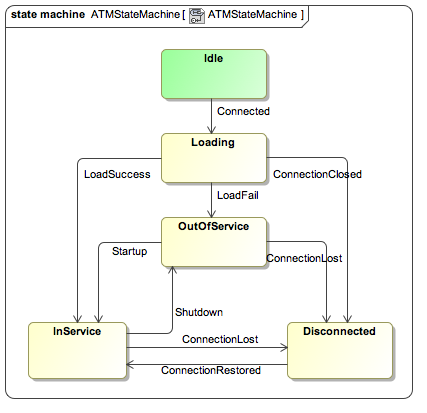 state machine ATMStateMachine [ ATMStateMachine ]
Idle
Connected
Loading
LoadSuccess
ConnectionClosed
LoadFail
OutOfService
Startup
ConnectionLost
Shutdown
InService
Disconnected
ConnectionLost
ConnectionRestored